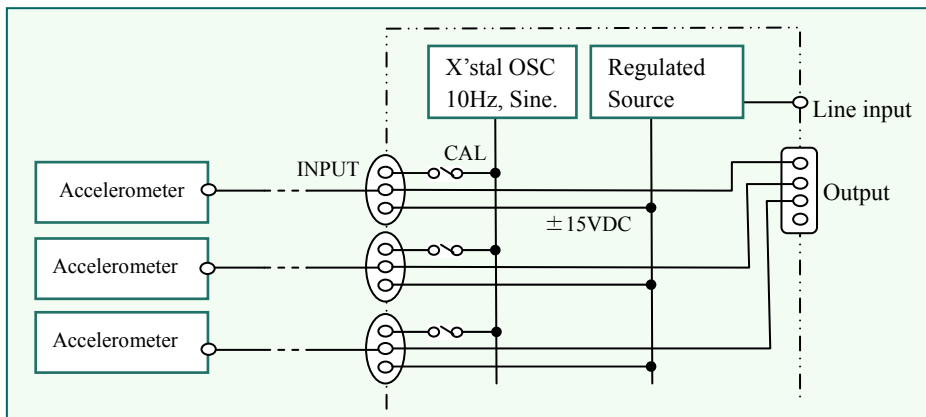 X'stal OSC
10Hz, Sine.
Regulated
Source
Line input
CAL
INPUT
Accelerometer
Output
±15VDC
Accelerometer
Accelerometer